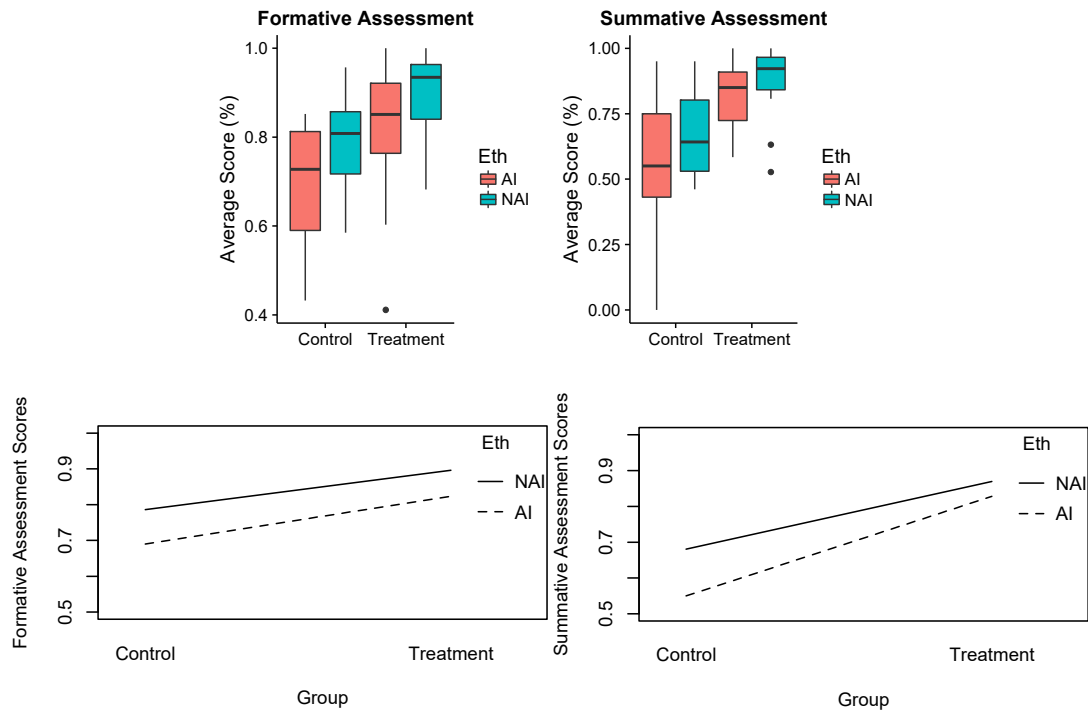 Formative Assessment
Average Score (%)
1.0
0.8
0.6
0.4
Control Treatment
Eth
AI
NAI
Summative Assessment
Average Score (%)
1.00
0.75
0.50
0.25
0.00
Control Treatment
Eth
AI
NAI
Formative Assessment Scores
0.9
0.7
0.5
Eth
NAI
AI
Control Treatment
Group
Summative Assessment Scores
0.9
0.7
0.5
Eth
NAI
AI
Control Treatment
Group